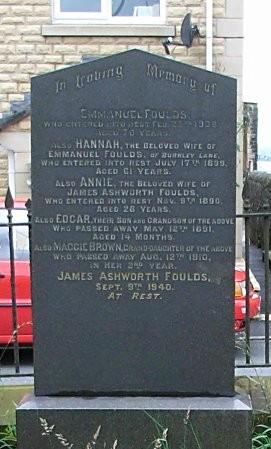 In Loving Memory of
EMMANUEL FOULDS,
WHO ENTERED INTO REST FEB. 25TH 1908
AGED 70 YEARS.
ALSO HANNAH, THE BELOVED WIFE OF
EMMANUEL FOULDS, OF BURNLEY LANE,
WHO ENTERED INTO REST JULY 17TH 1899,
AGED 61 YEARS.
ALSO ANNIE, THE BELOVED WIFE OF
JAMES ASHWORTH FOULDS,
WHO ENTERED INTO REST NOV. 8TH 1890,
AGED 26 YEARS.
ALSO EDGAR, THEIR SON AND GRANDSON OF THE ABOVE
WHO PASSED AWAY MAY 12TH 1891,
AGED 14 MONTHS.
ALSO MAGGIE BROWN, GRAND-DAUGHTER OF THE ABOVE
WHO PASSED AWAY AUG. 12TH 1910,
IN HER 2ND YEAR.
JAMES ASHWORTH FOULDS,
SEPT. 9TH 1940.
AT REST.